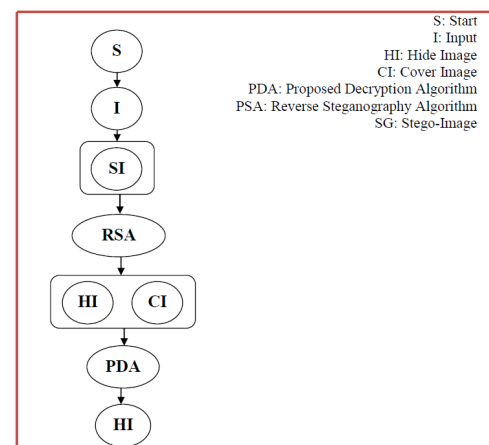 S: Start
I: Input
HI: Hide Image
CI: Cover Image
PDA: Proposed Decryption Algorithm
PSA: Reverse Steganography Algorithm
SG: Stego-Image
S
I
SI
RSA
HI CI
PDA
HI